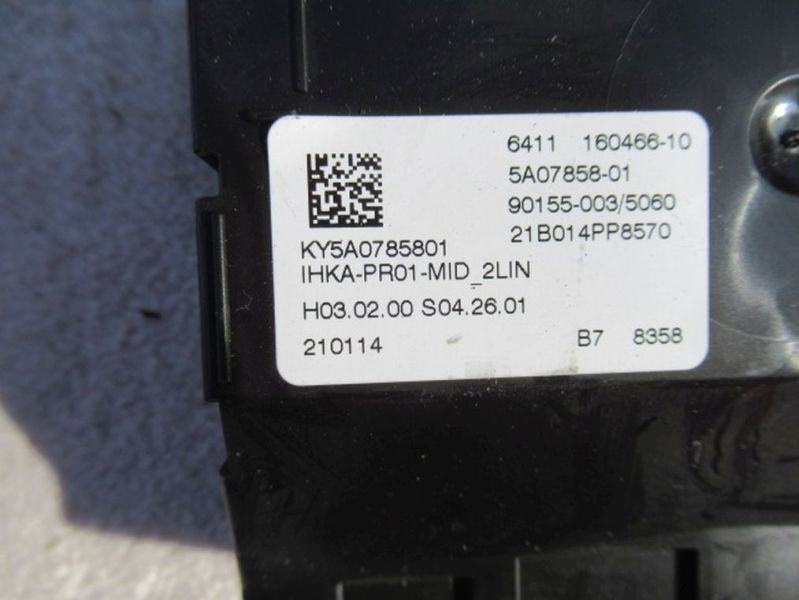 6411 160466-10
5A07858-01
90155-003/5060
21B014PP8570
KY5A0785801
IHKA-PR01-MID_2LIN
H03.02.00 S04.26.01
210114 B7 8358